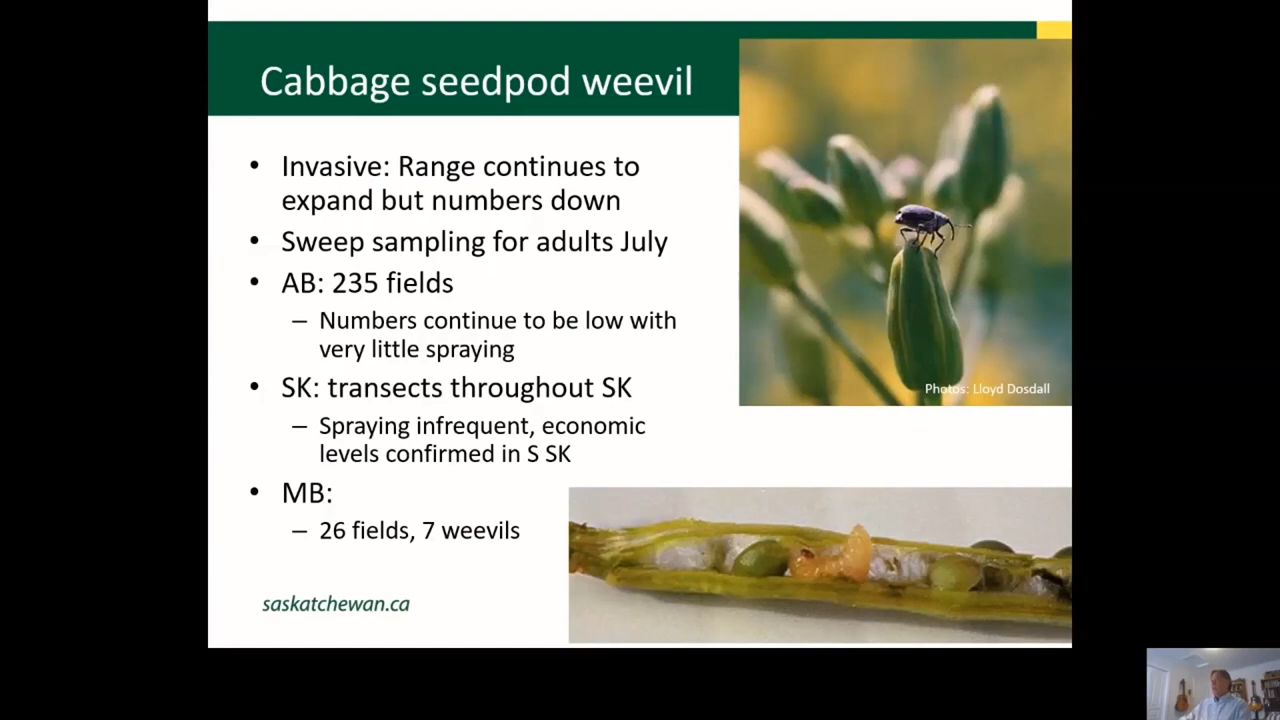 Cabbage seedpod weevil
• Invasive: Range continues to
expand but numbers down
• Sweep sampling for adults July
• AB: 235 fields
– Numbers continue to be low with
very little spraying
• SK: transects throughout SK
– Spraying infrequent, economic
levels confirmed in S SK
• MB:
– 26 fields, 7 weevils
Photos: Lloyd Dosdall
saskatchewan.ca